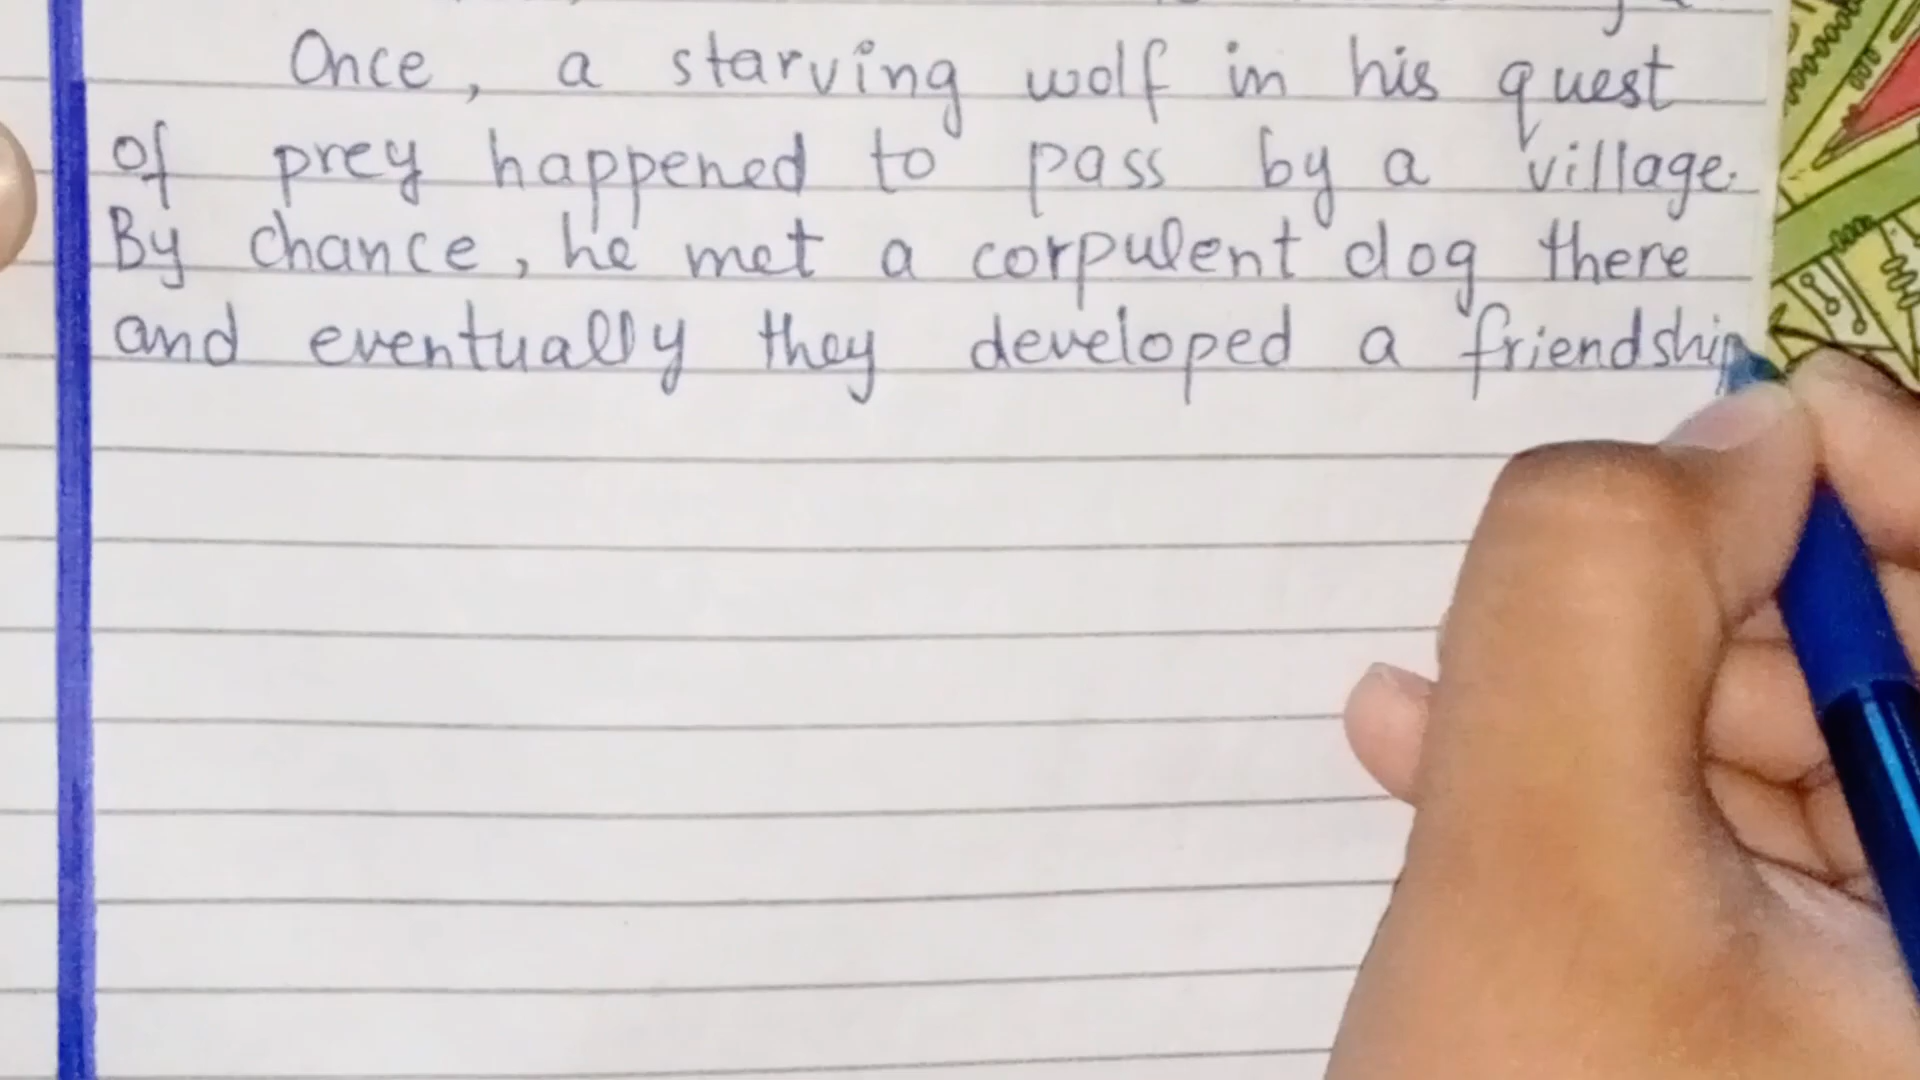 Once, a starving wolf in his quest
of prey happened to pass by a village.
By chance, he met a corpulent dog there
and eventually they developed a friendship